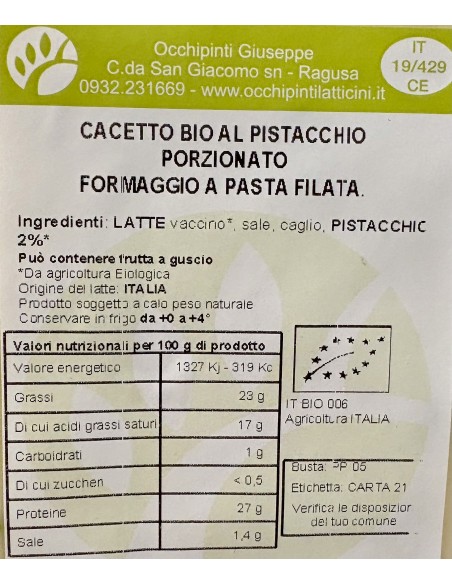 Occhipinti Giuseppe
C.da San Giacomo sn - Ragusa
0932.231669 - www.occhipintilatticini.it
IT
19/429
CE
CACETTO BIO AL PISTACCHIO
PORZIONATO
FORMAGGIO A PASTA FILATA.
Ingredienti: LATTE vaccino*, sale, caglio, PISTACCHIO
2%*
Può contenere frutta a guscio
*Da agricoltura Biologica
Origine del latte: ITALIA
Prodotto soggetto a calo peso naturale
Conservare in frigo da +0 a +4°
Valori nutrizionali per 100 g di prodotto
Valore energetico 1327 Kj - 319 Kc
Grassi 23 g
Di cui acidi grassi saturi 17 g
Carboidrati 1 g
Di cui zuccheri < 0,5
Proteine 27 g
Sale 1,4 g
IT BIO 006
Agricoltura ITALIA
Busta: PP 05
Etichetta: CARTA 21
Verifica le disposizior
del tuo comune